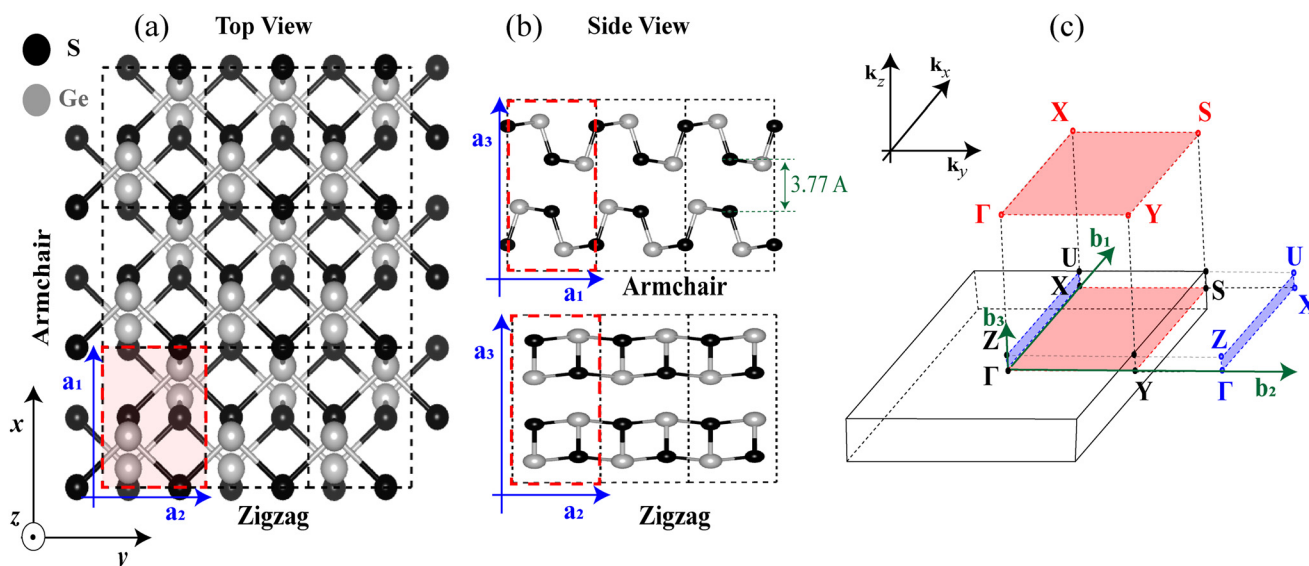 (a)
Top View
S
Ge
Armchair
a₁
a₂
Zigzag
x
z
y
(b)
Side View
a₃
3.77 A
a₁
Armchair
a₃
a₂
Zigzag
(c)
k𝓏
kₓ
kᵧ
X
S
Γ
Y
b₁
U
X
S
b₃
Z
Γ
Y
b₂
U
X
Z
Γ